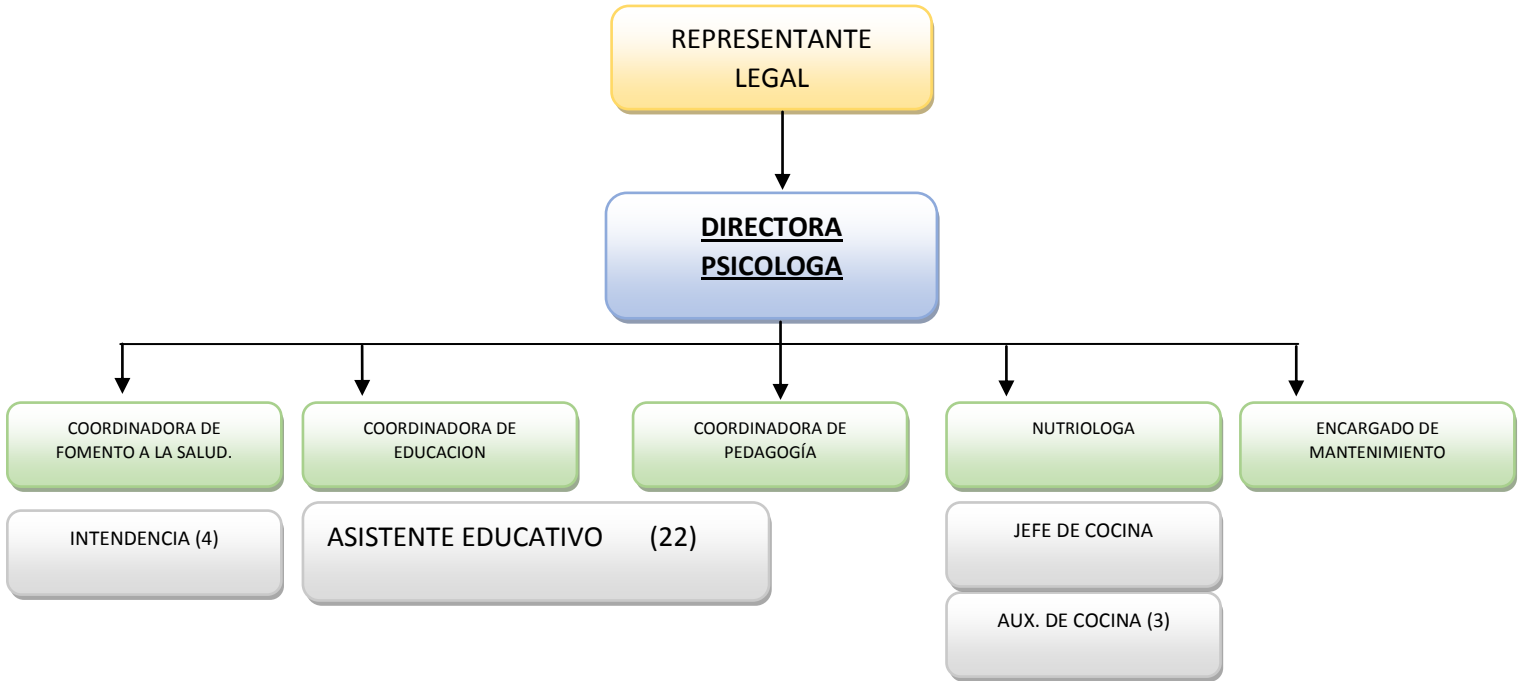 REPRESENTANTE
LEGAL
DIRECTORA
PSICOLOGA
COORDINADORA DE
FOMENTO A LA SALUD.
COORDINADORA DE
EDUCACION
COORDINADORA DE
PEDAGOGÍA
NUTRIOLOGA
ENCARGADO DE
MANTENIMIENTO
INTENDENCIA (4)
ASISTENTE EDUCATIVO (22)
JEFE DE COCINA
AUX. DE COCINA (3)